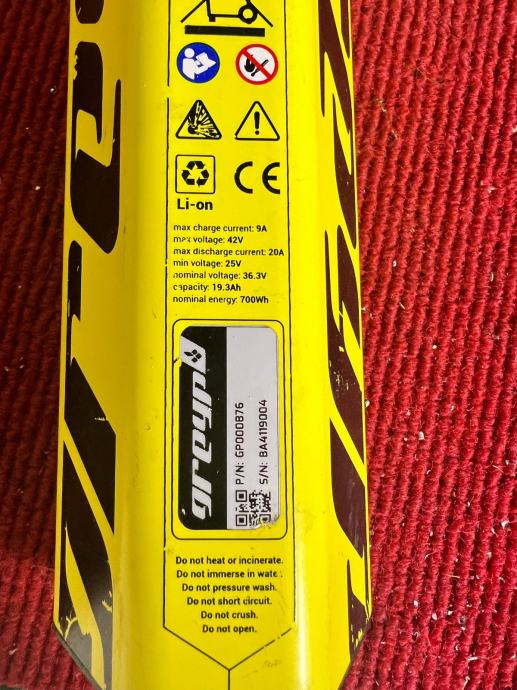 CE
Li-on
max charge current: 9A
max voltage: 42V
max discharge current: 20A
min voltage: 25V
nominal voltage: 36.3V
capacity: 19.3Ah
nominal energy: 700Wh
greyp
P/N: GP000876
S/N: BA4119004
Do not heat or incinerate.
Do not immerse in water.
Do not pressure wash.
Do not short circuit.
Do not crush.
Do not open.